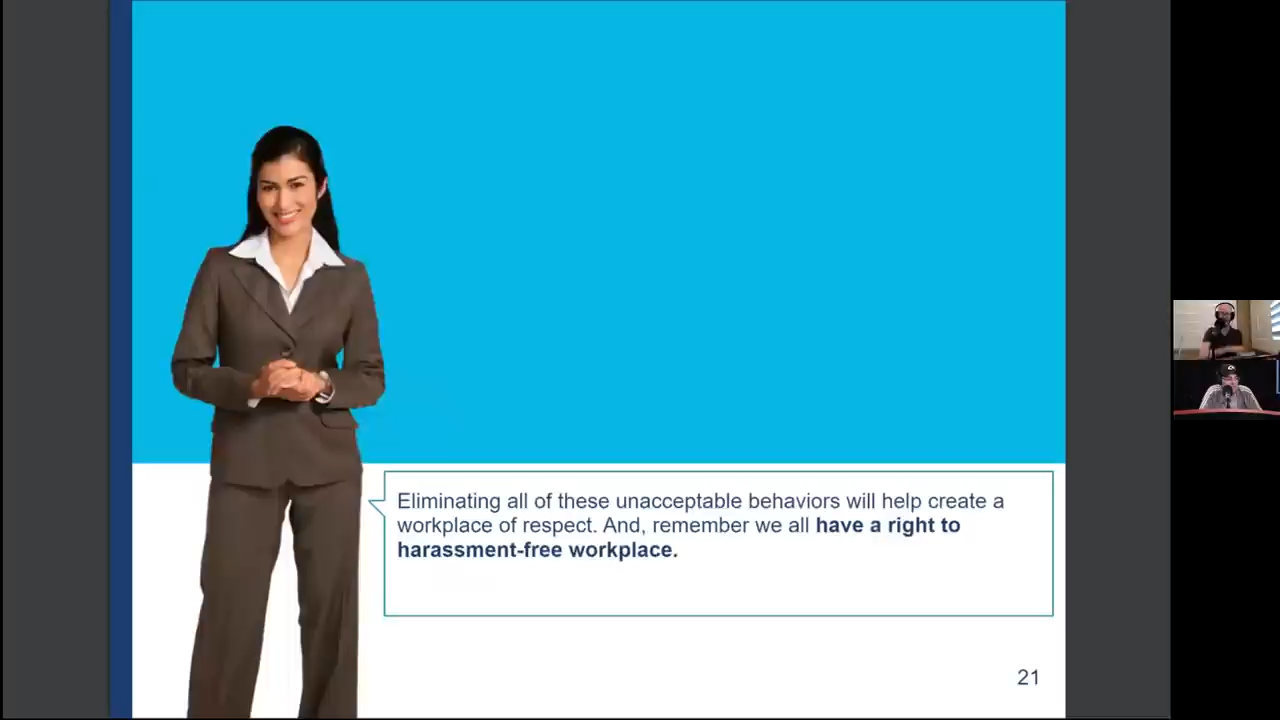 Eliminating all of these unacceptable behaviors will help create a
workplace of respect. And, remember we all have a right to
harassment-free workplace.
21